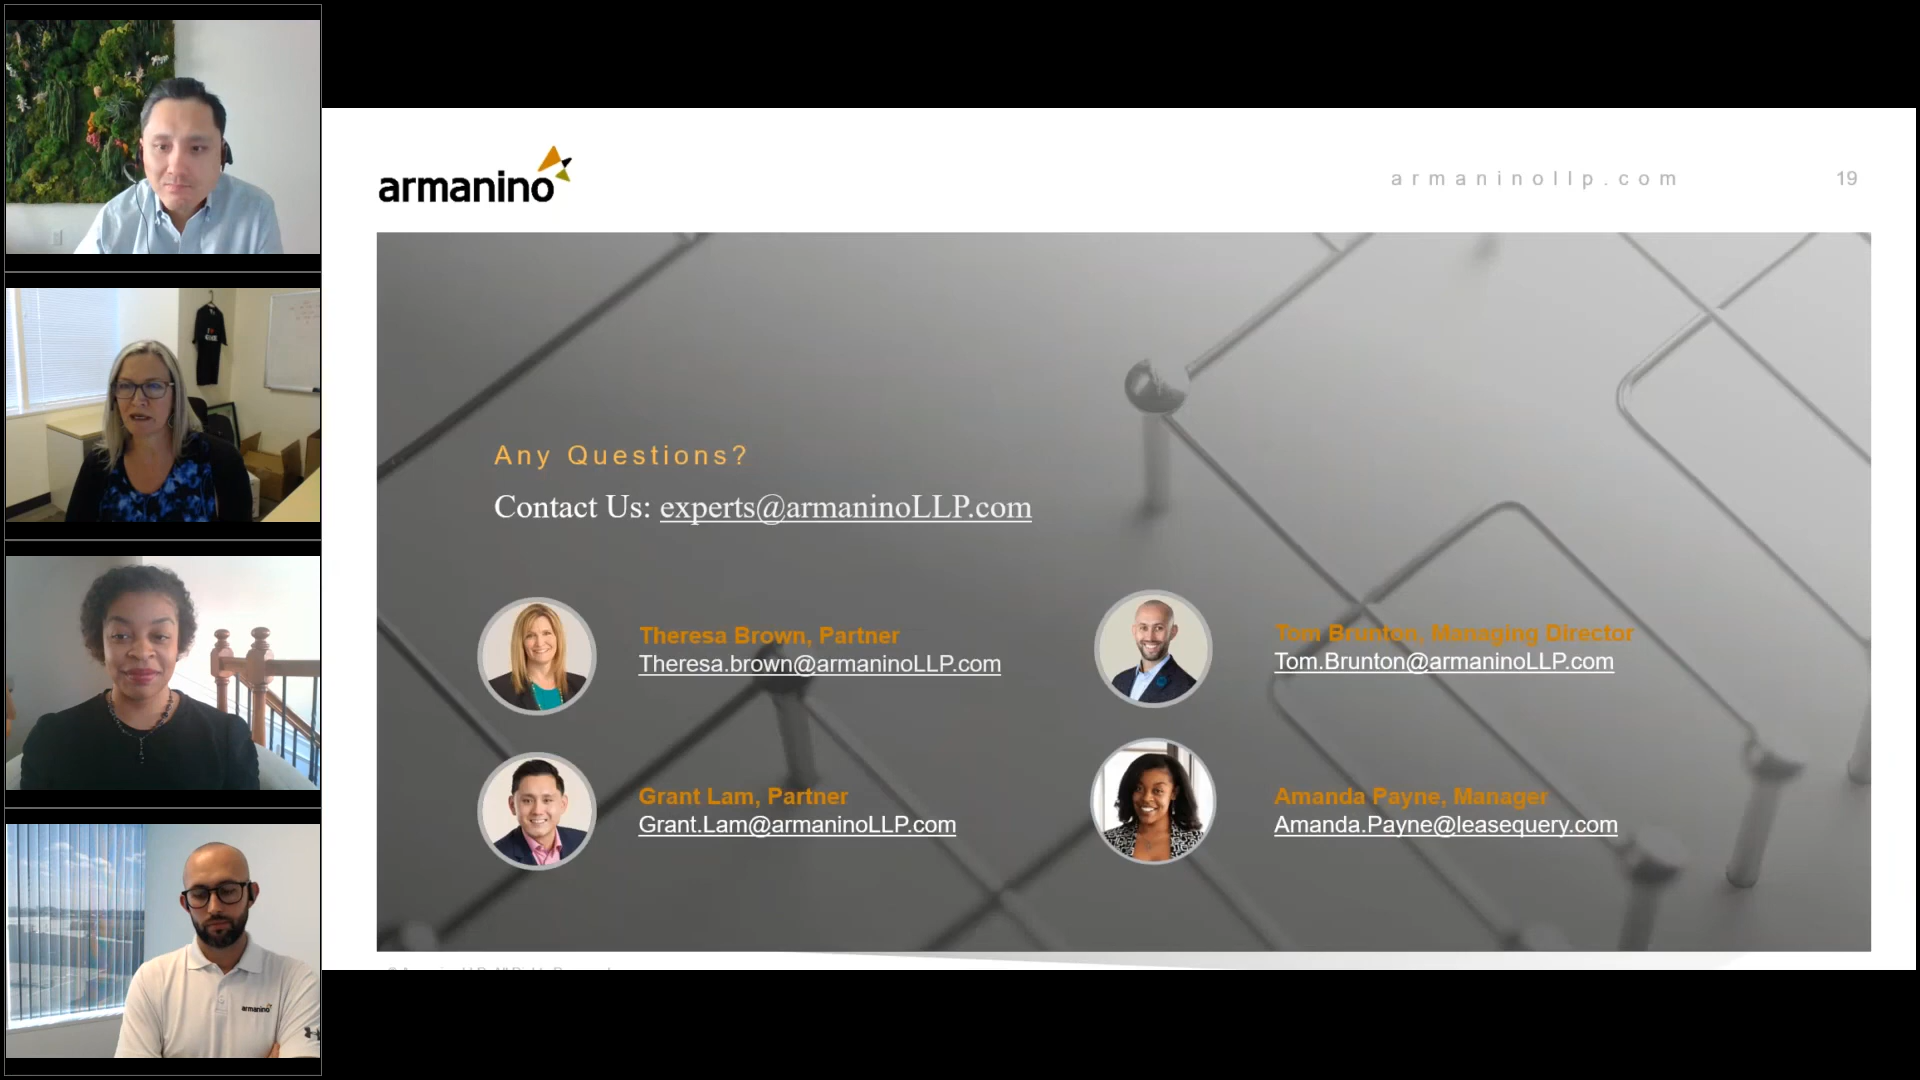 armanino
armaninollp.com
19
Any Questions?
Contact Us: experts@armaninoLLP.com
Theresa Brown, Partner
Theresa.brown@armaninoLLP.com
Tom Brunton, Managing Director
Tom.Brunton@armaninoLLP.com
Grant Lam, Partner
Grant.Lam@armaninoLLP.com
Amanda Payne, Manager
Amanda.Payne@leasequery.com
armanino